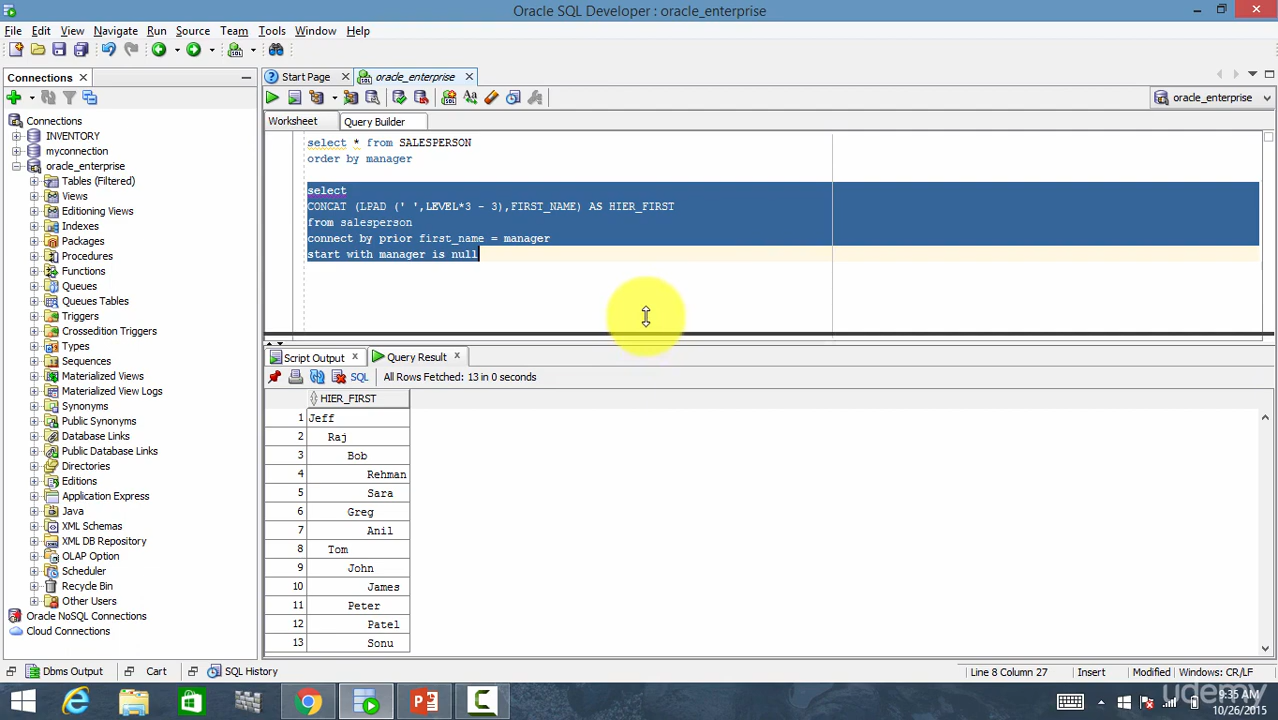 Oracle SQL Developer : oracle_enterprise
File Edit View Navigate Run Source Team Tools Window Help
Connections
Start Page
oracle_enterprise
oracle_enterprise
Connections
INVENTORY
myconnection
oracle_enterprise
Tables (Filtered)
Views
Editioning Views
Indexes
Packages
Procedures
Functions
Queues
Queues Tables
Triggers
Crossedition Triggers
Types
Sequences
Materialized Views
Materialized View Logs
Synonyms
Public Synonyms
Database Links
Public Database Links
Directories
Editions
Application Express
Java
XML Schemas
XML DB Repository
OLAP Option
Scheduler
Recycle Bin
Other Users
Oracle NoSQL Connections
Cloud Connections
Worksheet Query Builder
select * from SALESPERSON
order by manager
select
CONCAT (LPAD (' ',LEVEL*3 - 3),FIRST_NAME) AS HIER_FIRST
from salesperson
connect by prior first_name = manager
start with manager is null
Script Output Query Result
SQL All Rows Fetched: 13 in 0 seconds
HIER_FIRST
1 Jeff
2 Raj
3 Bob
4 Rehman
5 Sara
6 Greg
7 Anil
8 Tom
9 John
10 James
11 Peter
12 Patel
13 Sonu
Dbms Output Cart SQL History
Line 8 Column 27 Insert Modified Windows: CR/LF
udemy
9:35 AM
10/26/2015